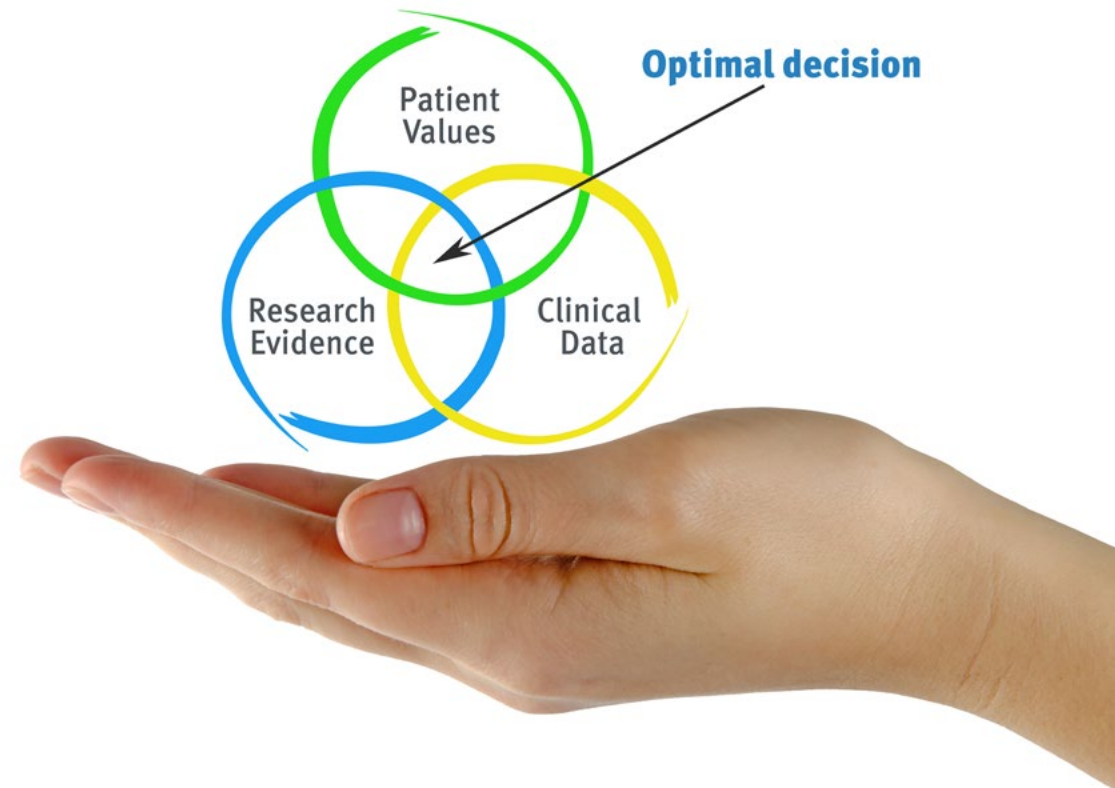 Optimal decision
Patient
Values
Research
Evidence
Clinical
Data